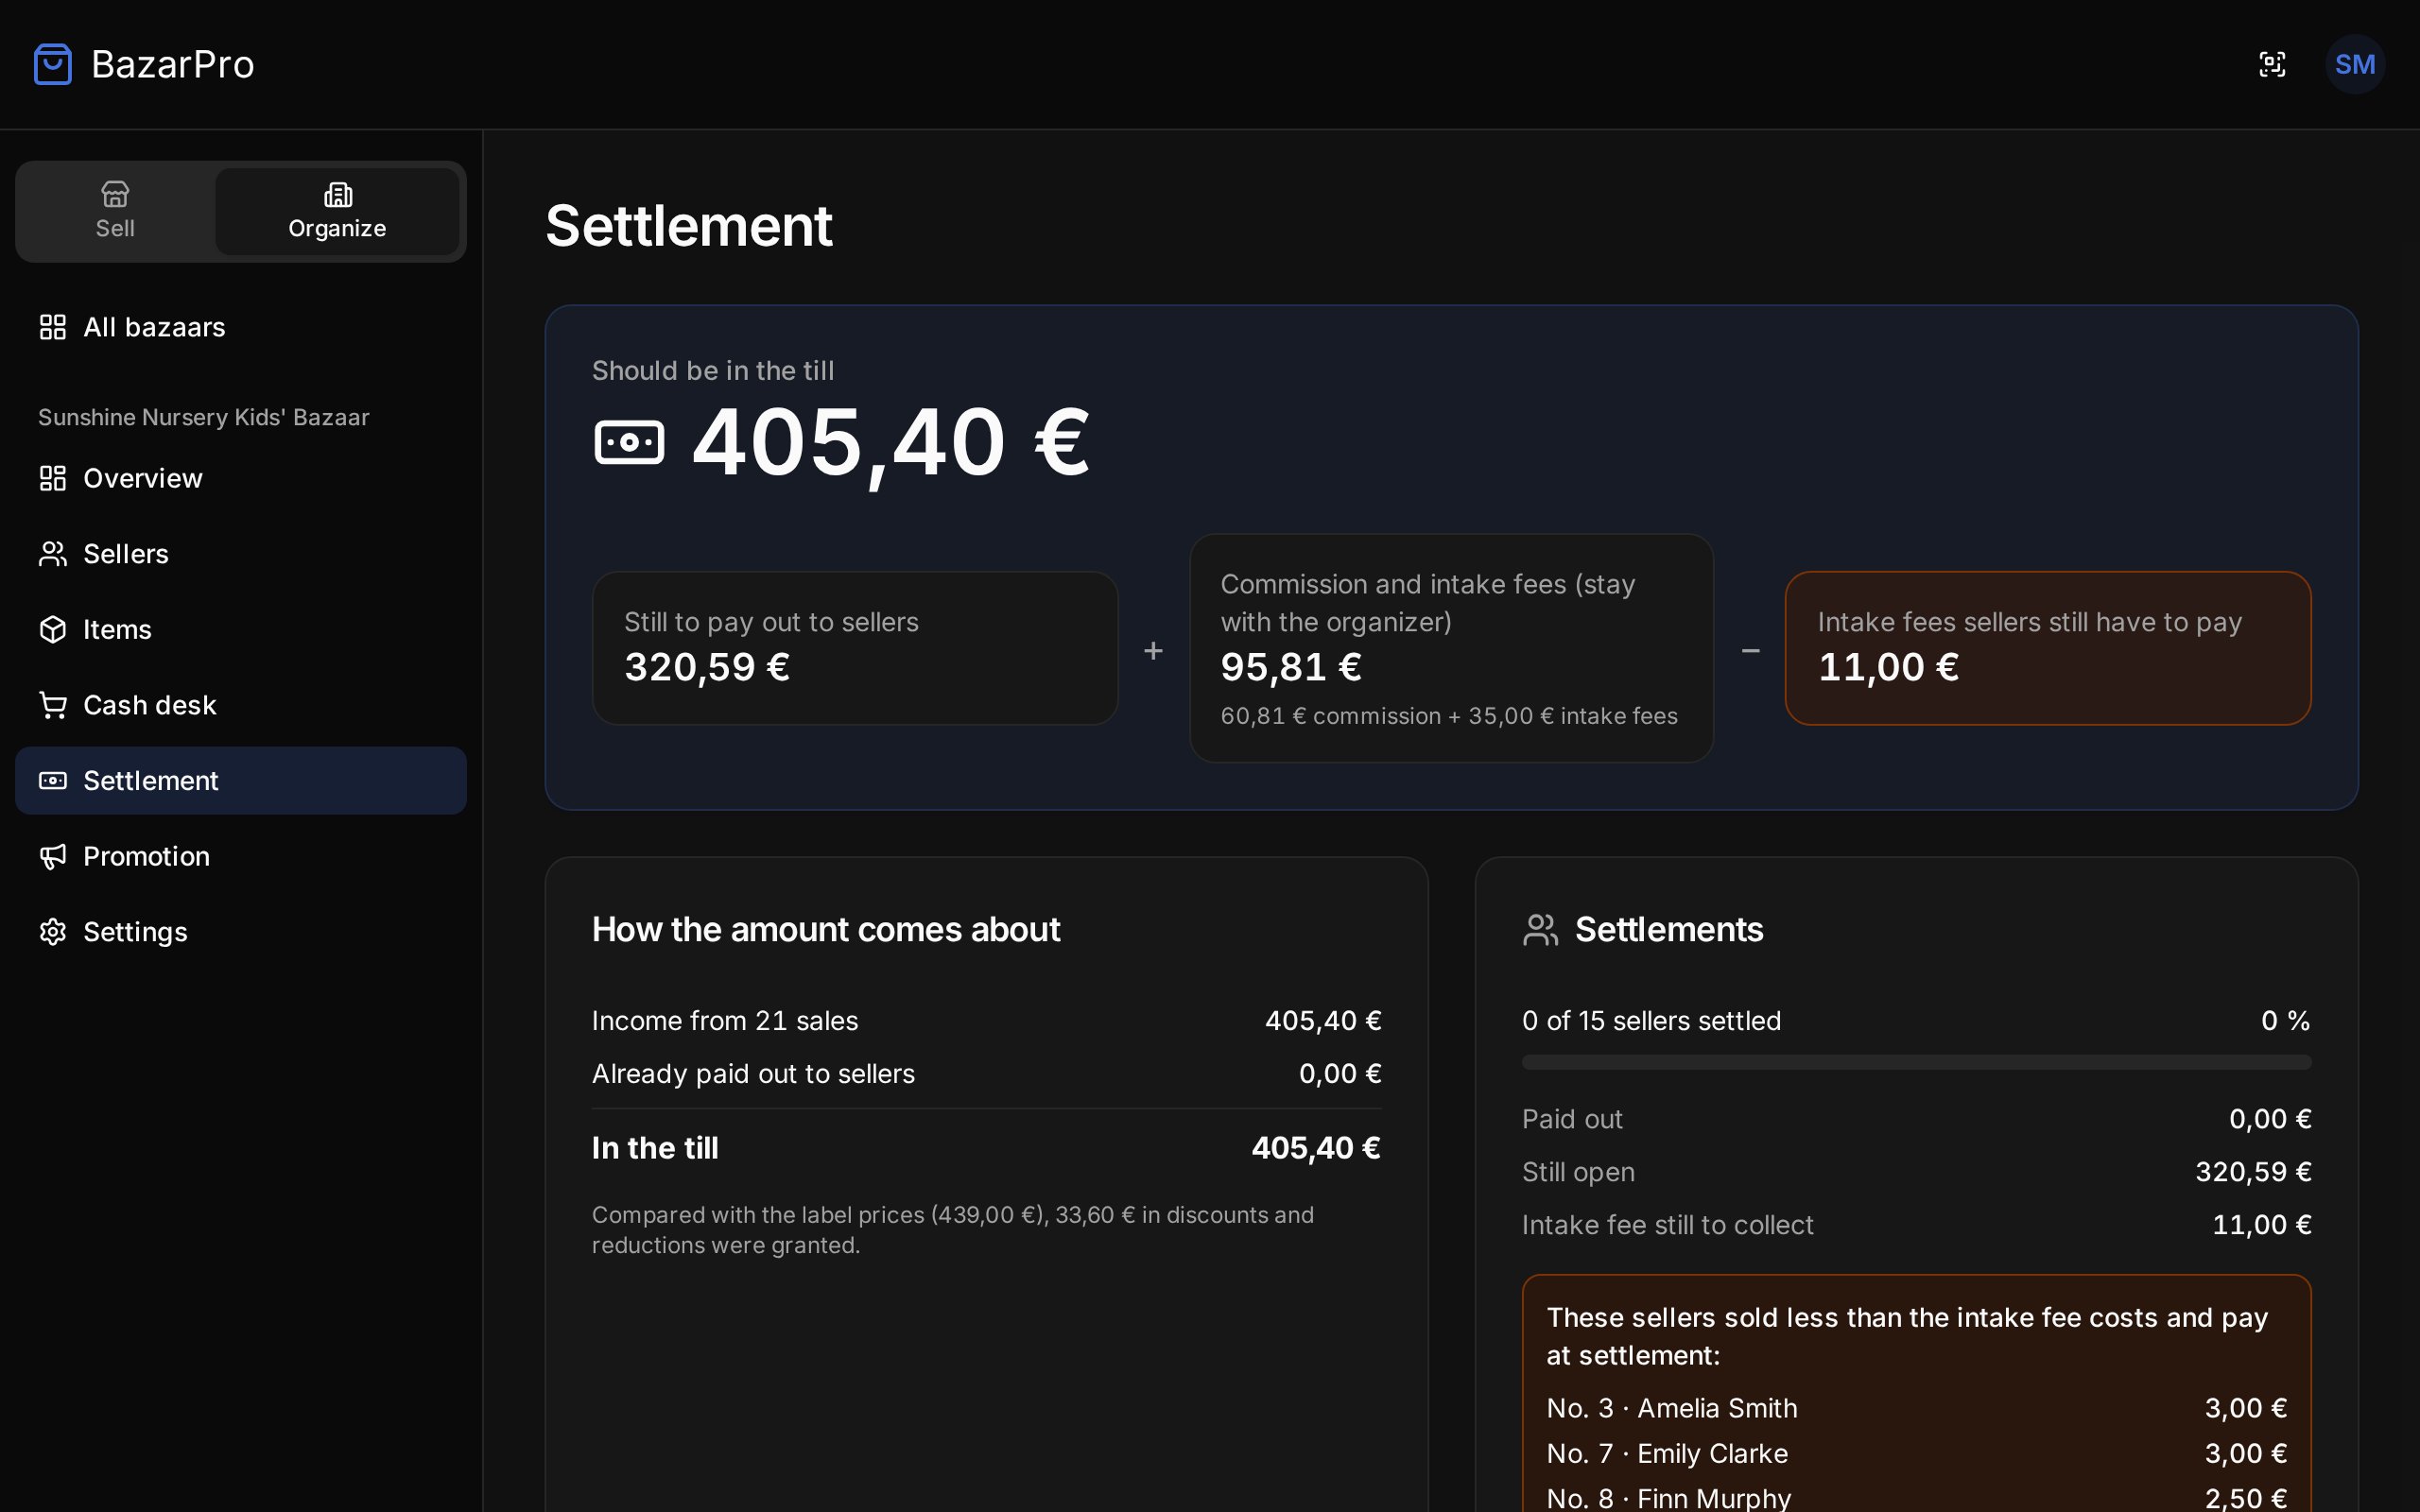 BazarPro
SM
Sell
Organize
All bazaars
Sunshine Nursery Kids' Bazaar
Overview
Sellers
Items
Cash desk
Settlement
Promotion
Settings
Settlement
Should be in the till
405,40 €
Still to pay out to sellers
320,59 €
+
Commission and intake fees (stay
with the organizer)
95,81 €
60,81 € commission + 35,00 € intake fees
−
Intake fees sellers still have to pay
11,00 €
How the amount comes about
Income from 21 sales 405,40 €
Already paid out to sellers 0,00 €
In the till 405,40 €
Compared with the label prices (439,00 €), 33,60 € in discounts and
reductions were granted.
Settlements
0 of 15 sellers settled 0 %
Paid out 0,00 €
Still open 320,59 €
Intake fee still to collect 11,00 €
These sellers sold less than the intake fee costs and pay
at settlement:
No. 3 · Amelia Smith 3,00 €
No. 7 · Emily Clarke 3,00 €
No. 8 · Finn Murphy 2,50 €